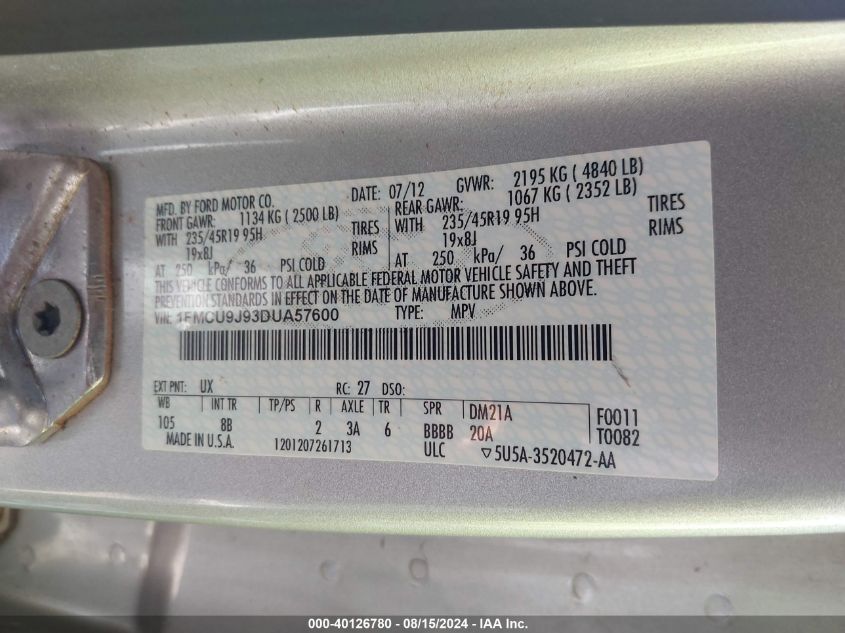 MFD. BY FORD MOTOR CO. DATE: 07/12 GVWR: 2195 KG ( 4840 LB)
FRONT GAWR: 1134 KG ( 2500 LB) REAR GAWR: 1067 KG ( 2352 LB)
WITH 235/45R19 95H TIRES WITH 235/45R19 95H TIRES
19x8J RIMS 19x8J RIMS
AT 250 kPa/ 36 PSI COLD AT 250 kPa/ 36 PSI COLD
THIS VEHICLE CONFORMS TO ALL APPLICABLE FEDERAL MOTOR VEHICLE SAFETY AND THEFT
PREVENTION STANDARDS IN EFFECT ON THE DATE OF MANUFACTURE SHOWN ABOVE.
VIN: 1FMCU9J93DUA57600 TYPE: MPV
EXT PNT: UX RC: 27 DSO:
WB INT TR TP/PS R AXLE TR SPR DM21A F0011
105 8B 2 3A 6 BBBB 20A T0082
MADE IN U.S.A. 1201207261713 ULC 5U5A-3520472-AA
000-40126780 - 08/15/2024 - IAA Inc.